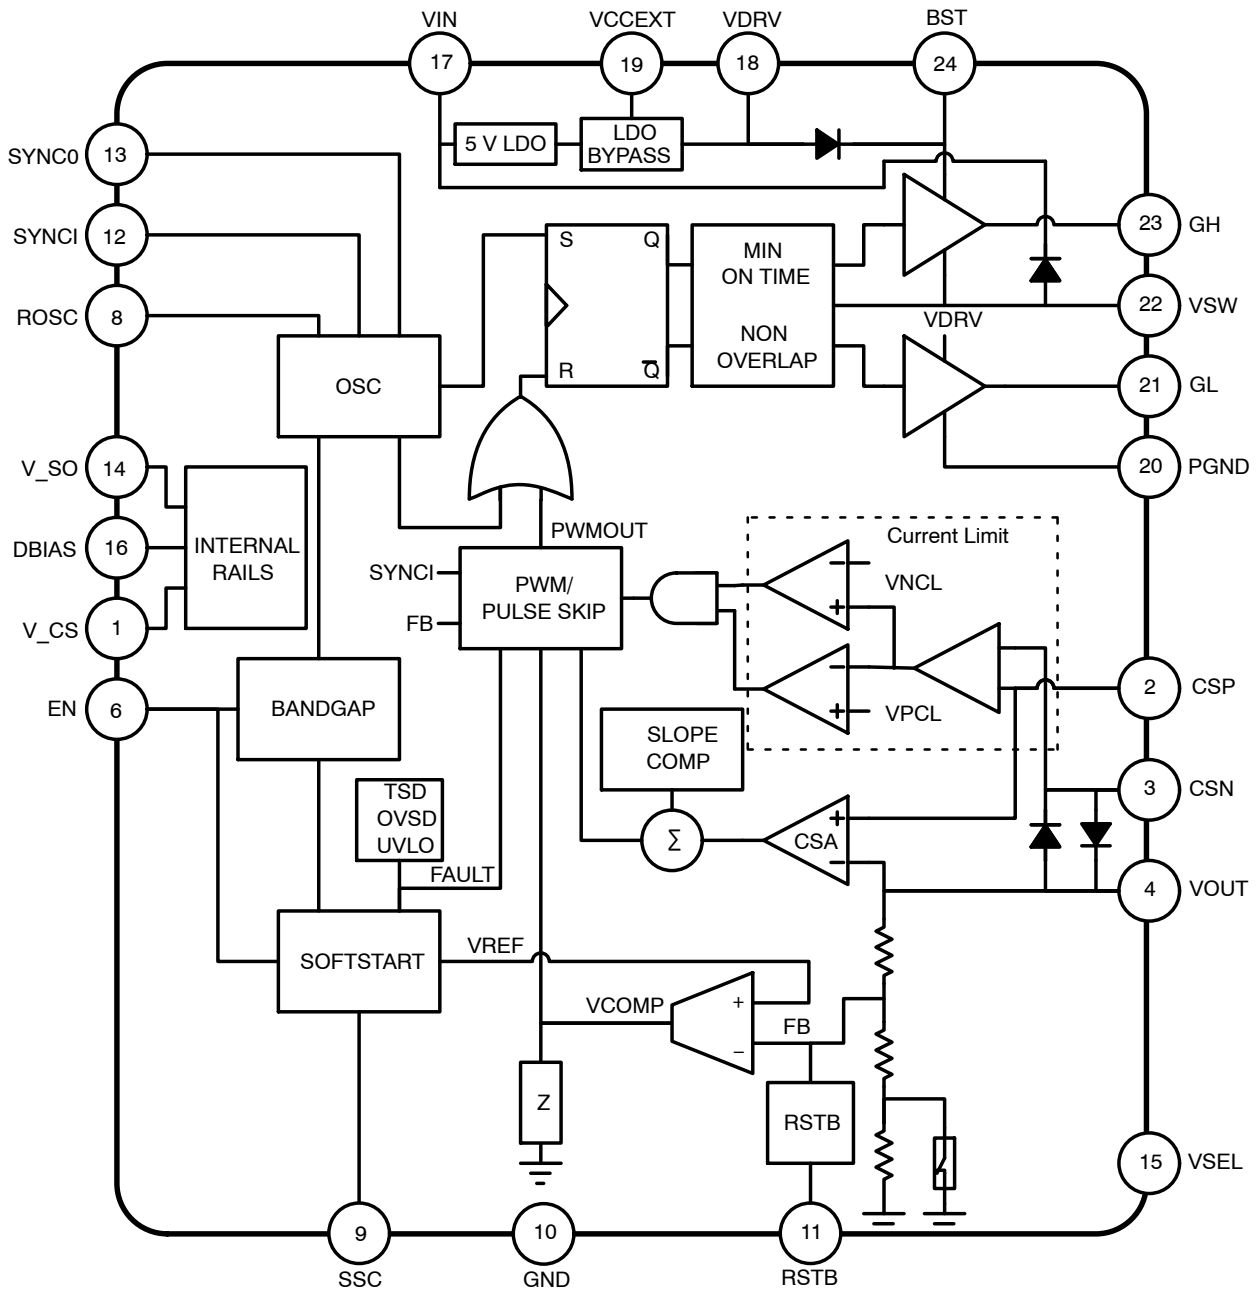 VIN
VCCEXT
VDRV
BST
17
19
18
24
5 V LDO
LDO
BYPASS
SYNC0
13
SYNCI
12
ROSC
8
23
GH
22
VSW
21
GL
20
PGND
S
Q
R
Q̅
MIN
ON TIME
NON
OVERLAP
VDRV
OSC
V_SO
14
DBIAS
16
V_CS
1
INTERNAL
RAILS
PWMOUT
SYNCI
FB
PWM/
PULSE SKIP
Current Limit
VNCL
VPCL
−
+
−
+
EN
6
BANDGAP
2
CSP
3
CSN
4
VOUT
SLOPE
COMP
Σ
CSA
+
−
TSD
OVSD
UVLO
FAULT
SOFTSTART
VREF
VCOMP
+
−
FB
Z
RSTB
15
VSEL
9
10
11
SSC
GND
RSTB